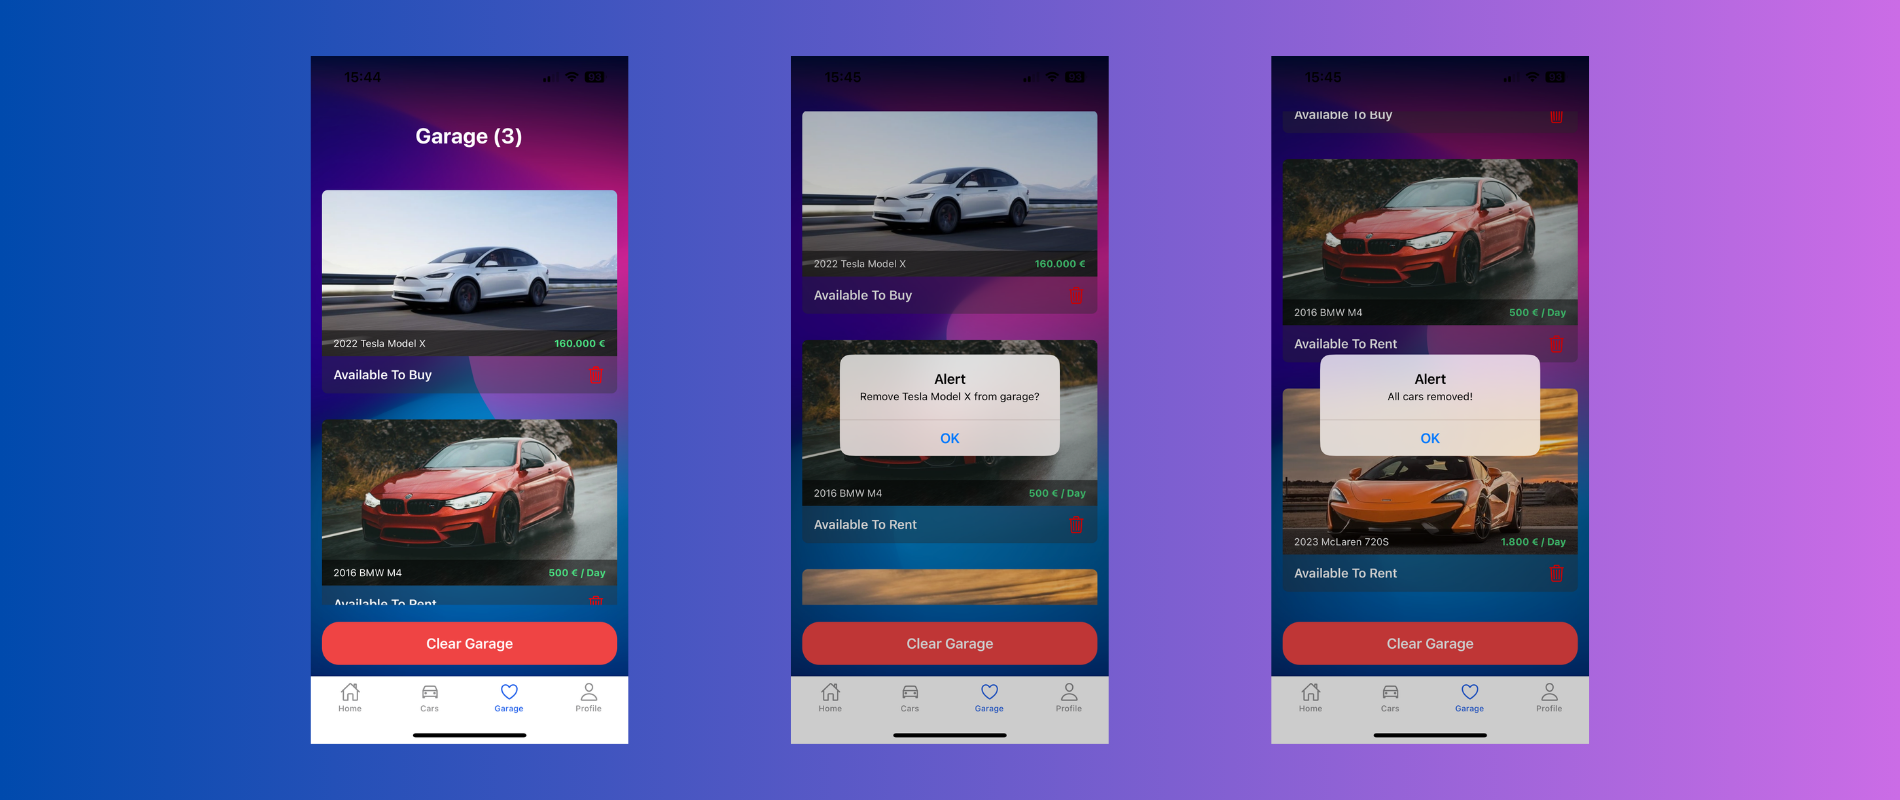 15:44
93
Garage (3)
2022 Tesla Model X 160.000 €
Available To Buy
2016 BMW M4 500 € / Day
Available To Rent
Clear Garage
Home Cars Garage Profile
15:45
93
2022 Tesla Model X 160.000 €
Available To Buy
Alert
Remove Tesla Model X from garage?
OK
2016 BMW M4 500 € / Day
Available To Rent
Clear Garage
Home Cars Garage Profile
15:45
93
Available To Buy
2016 BMW M4 500 € / Day
Available To Rent
Alert
All cars removed!
OK
2023 McLaren 720S 1.800 € / Day
Available To Rent
Clear Garage
Home Cars Garage Profile